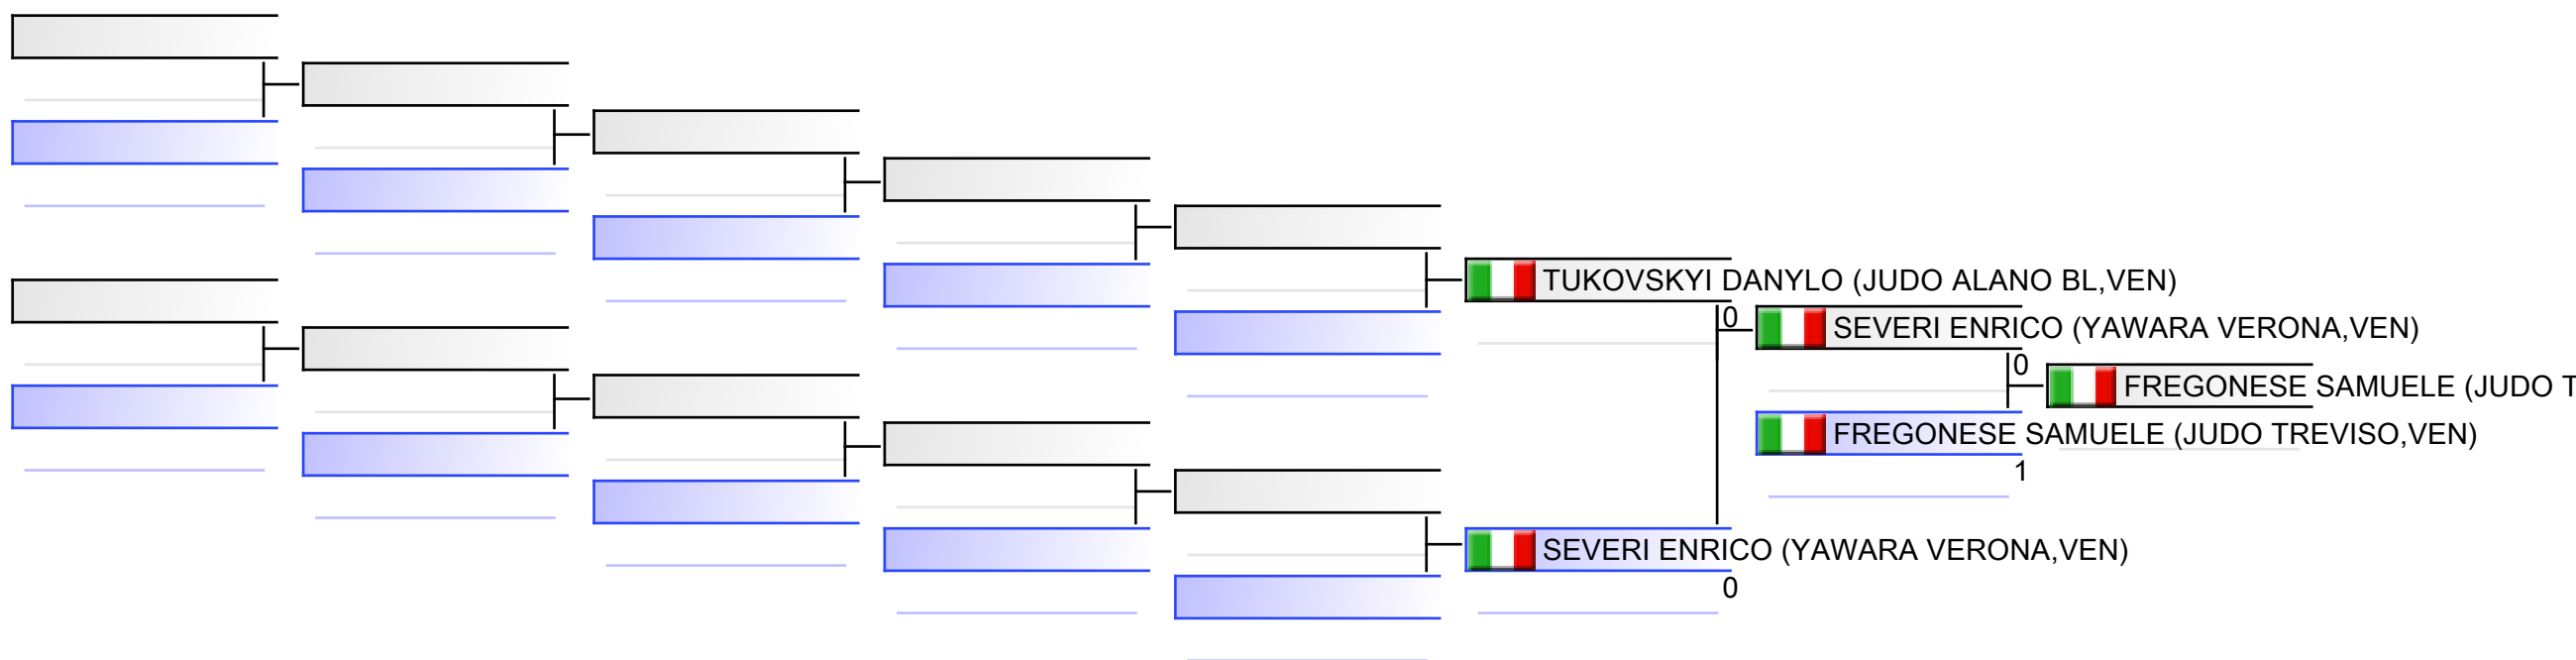 TUKOVSKYI DANYLO (JUDO ALANO BL,VEN)
0
SEVERI ENRICO (YAWARA VERONA,VEN)
0
FREGONESE SAMUELE (JUDO T
FREGONESE SAMUELE (JUDO TREVISO,VEN)
1
SEVERI ENRICO (YAWARA VERONA,VEN)
0